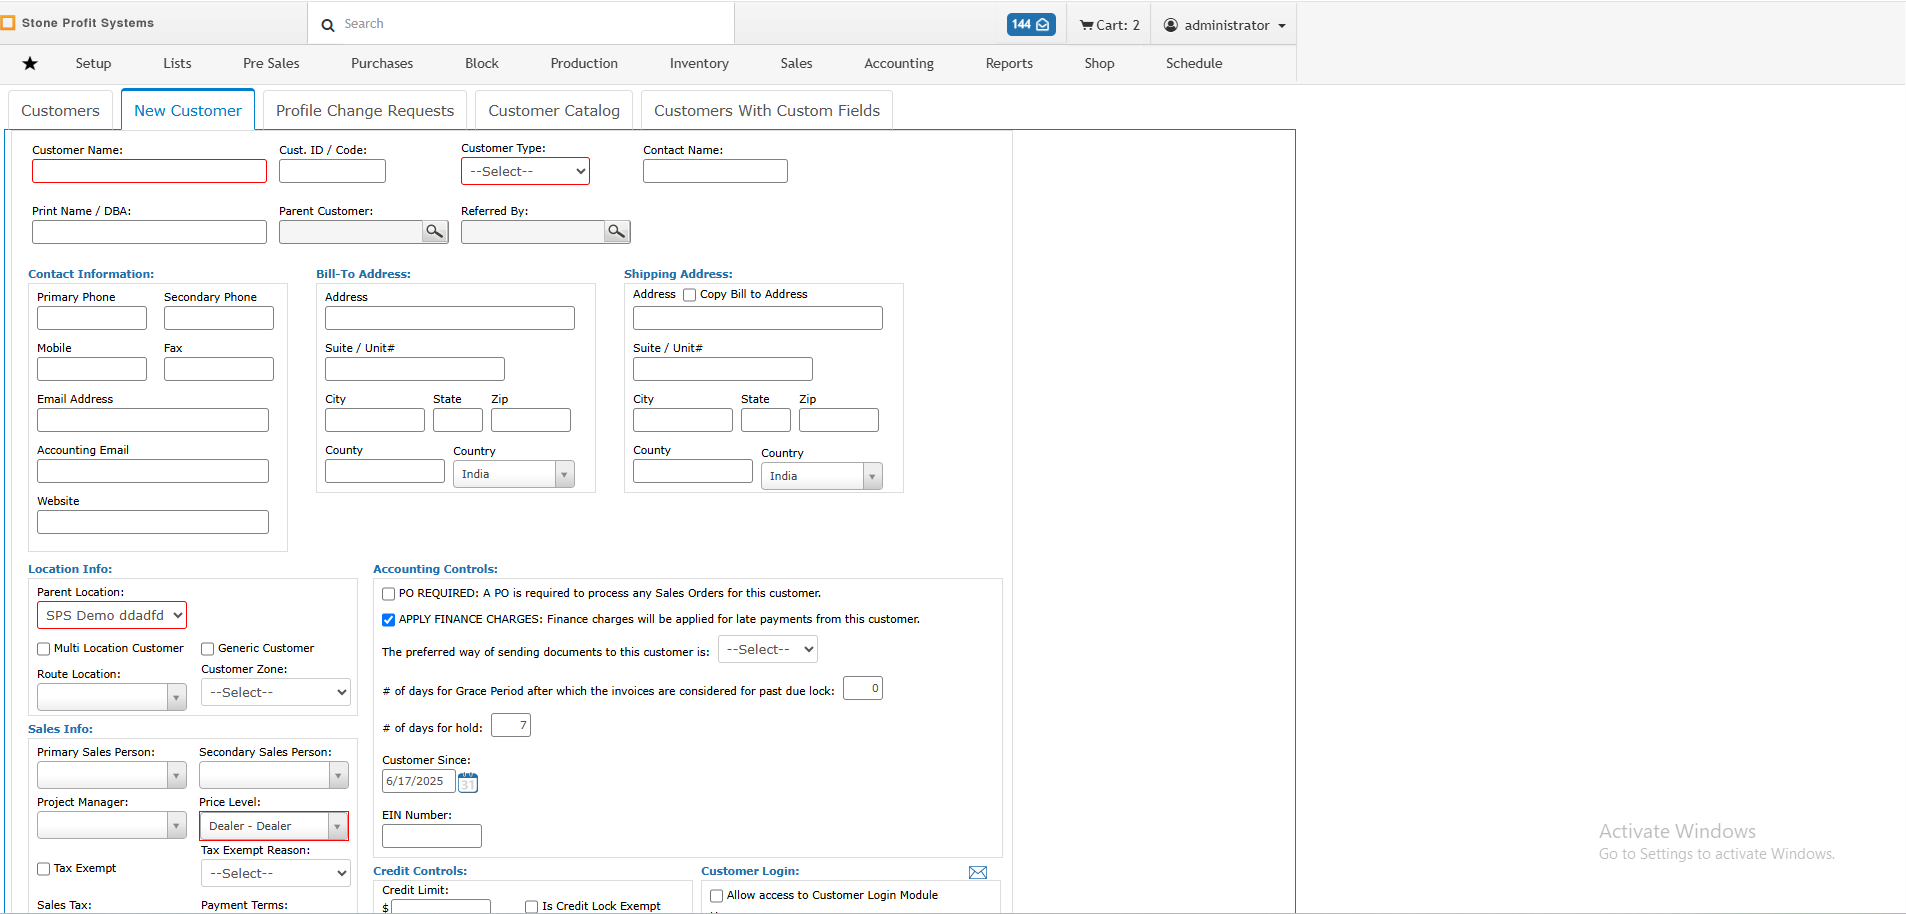 Stone Profit Systems
Search
144
Cart: 2
administrator
Setup Lists Pre Sales Purchases Block Production Inventory Sales Accounting Reports Shop Schedule
Customers New Customer Profile Change Requests Customer Catalog Customers With Custom Fields
Customer Name: Cust. ID / Code: Customer Type: Contact Name:
--Select--
Print Name / DBA: Parent Customer: Referred By:
Contact Information:
Primary Phone Secondary Phone
Mobile Fax
Email Address
Accounting Email
Website
Bill-To Address:
Address
Suite / Unit#
City State Zip
County Country
India
Shipping Address:
Address Copy Bill to Address
Suite / Unit#
City State Zip
County Country
India
Location Info:
Parent Location:
SPS Demo ddadfd
Multi Location Customer Generic Customer
Route Location: Customer Zone:
--Select--
Sales Info:
Primary Sales Person: Secondary Sales Person:
Project Manager: Price Level:
Dealer - Dealer
Tax Exempt Tax Exempt Reason:
--Select--
Sales Tax: Payment Terms:
Accounting Controls:
PO REQUIRED: A PO is required to process any Sales Orders for this customer.
APPLY FINANCE CHARGES: Finance charges will be applied for late payments from this customer.
The preferred way of sending documents to this customer is: --Select--
# of days for Grace Period after which the invoices are considered for past due lock: 0
# of days for hold: 7
Customer Since:
6/17/2025 31
EIN Number:
Credit Controls:
Credit Limit:
$ Is Credit Lock Exempt
Customer Login:
Allow access to Customer Login Module
Activate Windows
Go to Settings to activate Windows.